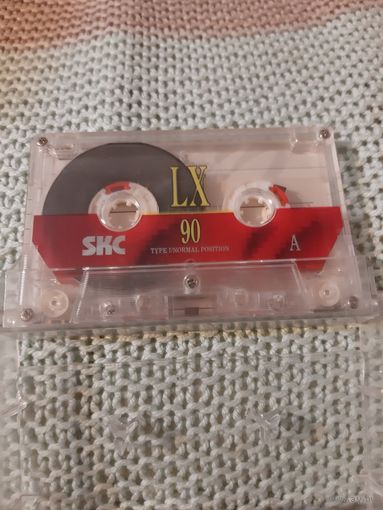 LX
90
SKC
TYPE I/NORMAL POSITION
A